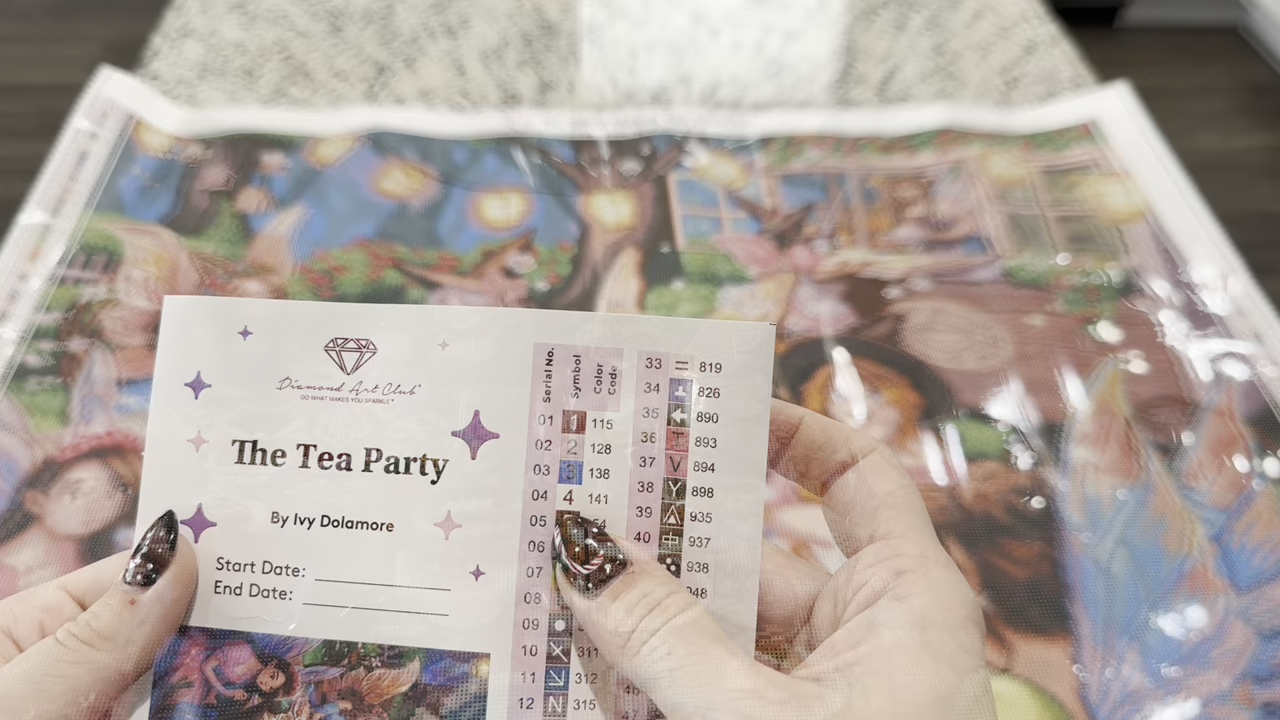 Diamond Art Club
DO WHAT MAKES YOU SPARKLE
The Tea Party
By Ivy Dolamore
Start Date:
End Date:
Serial No. Symbol Color Code
01 1 115
02 2 128
03 3 138
04 4 141
05
06
07
08
09
10 X 311
11 312
12 N 315
33 = 819
34 826
35 890
36 T 893
37 V 894
38 Y 898
39 935
40 937
938
948